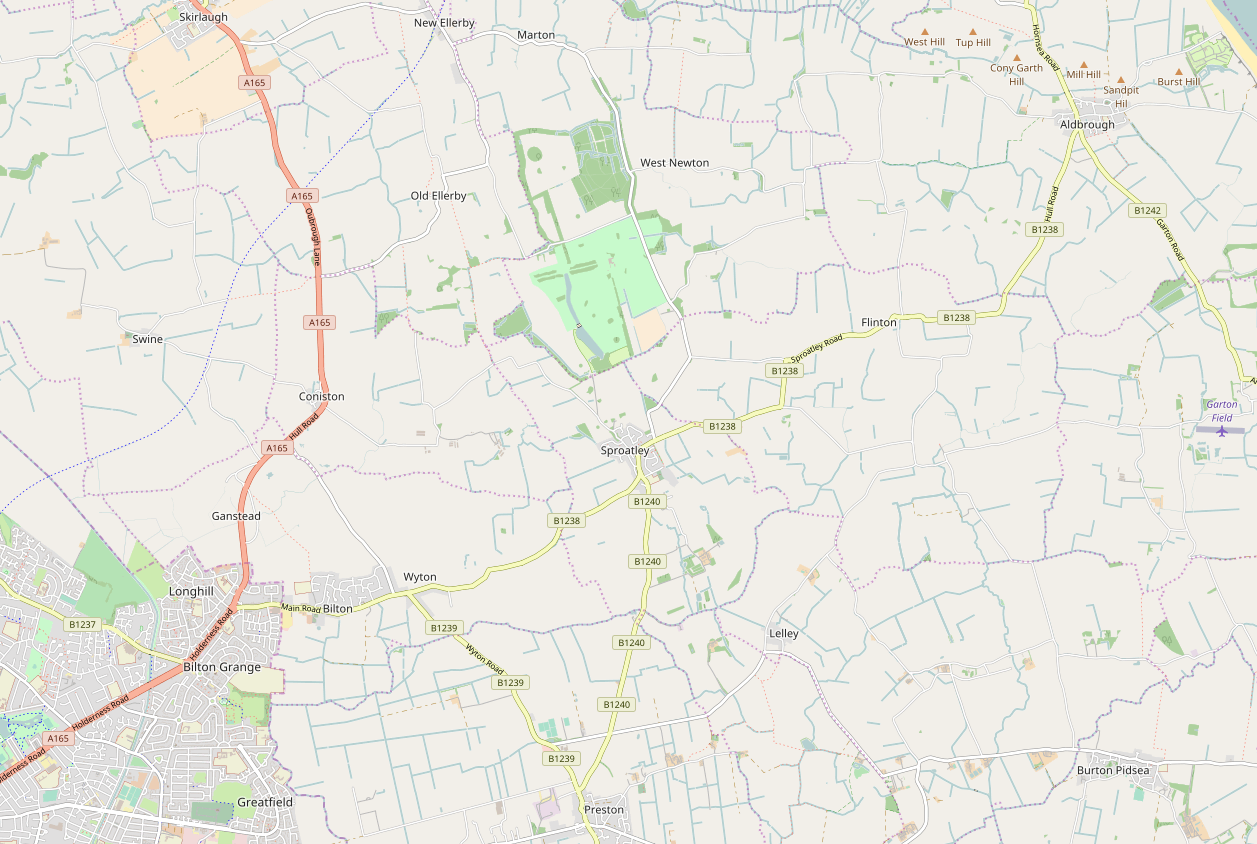 Skirlaugh
New Ellerby
Marton
West Hill
Tup Hill
Hornsea Road
Cony Garth
Hill
Mill Hill
Sandpit
Hil
Burst Hill
A165
Aldbrough
West Newton
Old Ellerby
A165
Oubrough Lane
Hull Road
B1242
B1238
Garton Road
A165
Flinton
B1238
Swine
Sproatley Road
B1238
Coniston
Garton
Field
Hull Road
B1238
A165
Sproatley
B1240
Ganstead
B1238
B1240
Wyton
Longhill
Main Road
Bilton
B1237
B1239
Holderness Road
Lelley
B1240
Wyton Road
Bilton Grange
B1239
B1240
Holderness Road
A165
B1239
Holderness Road
Burton Pidsea
Greatfield
Preston